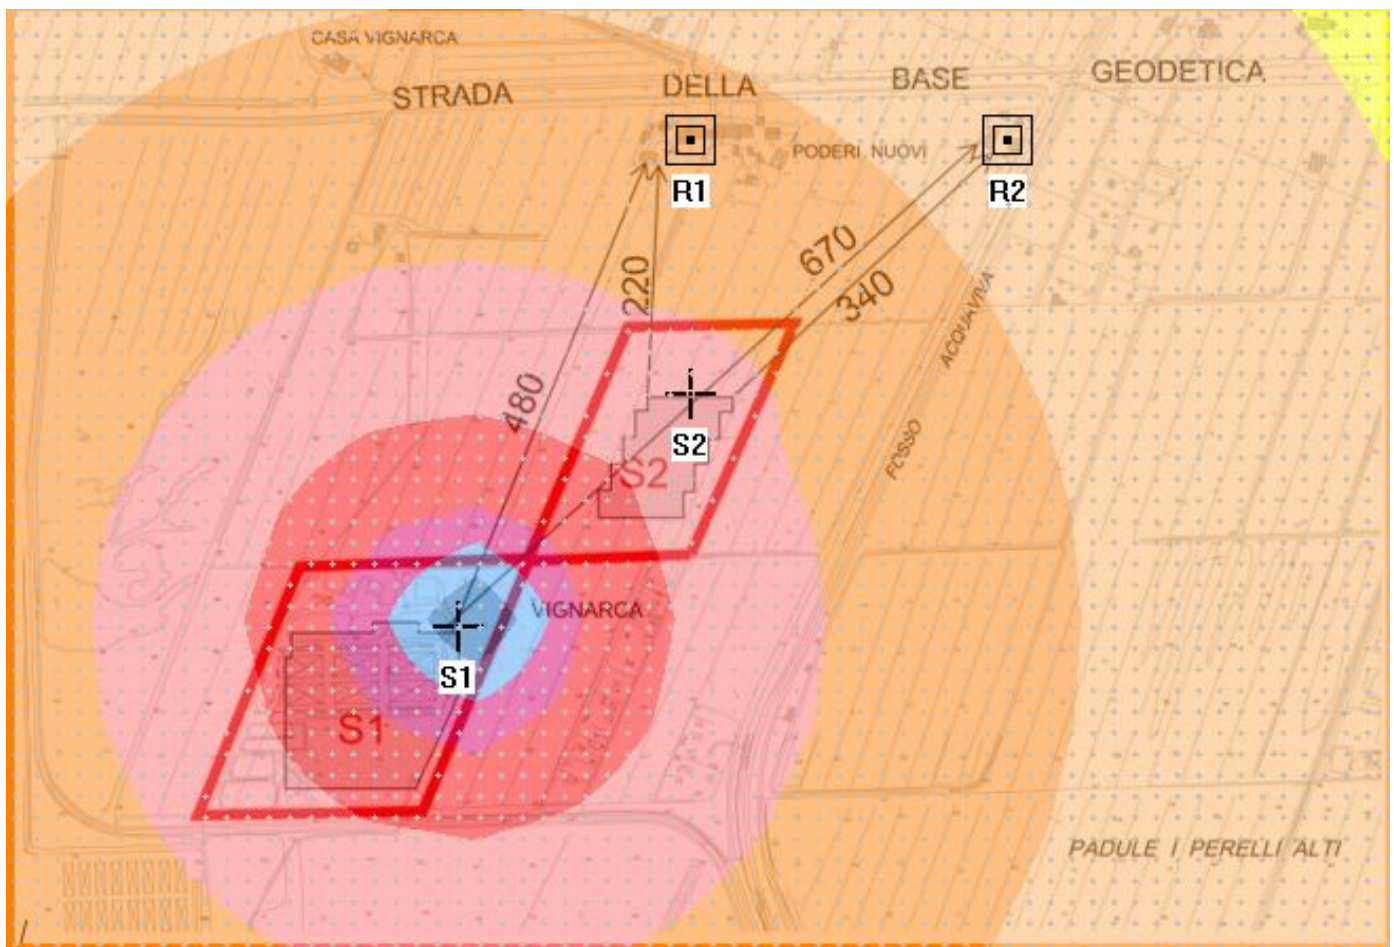 CASA VIGNARCA
STRADA DELLA BASE GEODETICA
PODERI NUOVI
R1
R2
670
340
220
480
ACQUAVIVA
FOSSO
S2
S2
VIGNARCA
S1
S1
PADULE I PERELLI ALTI